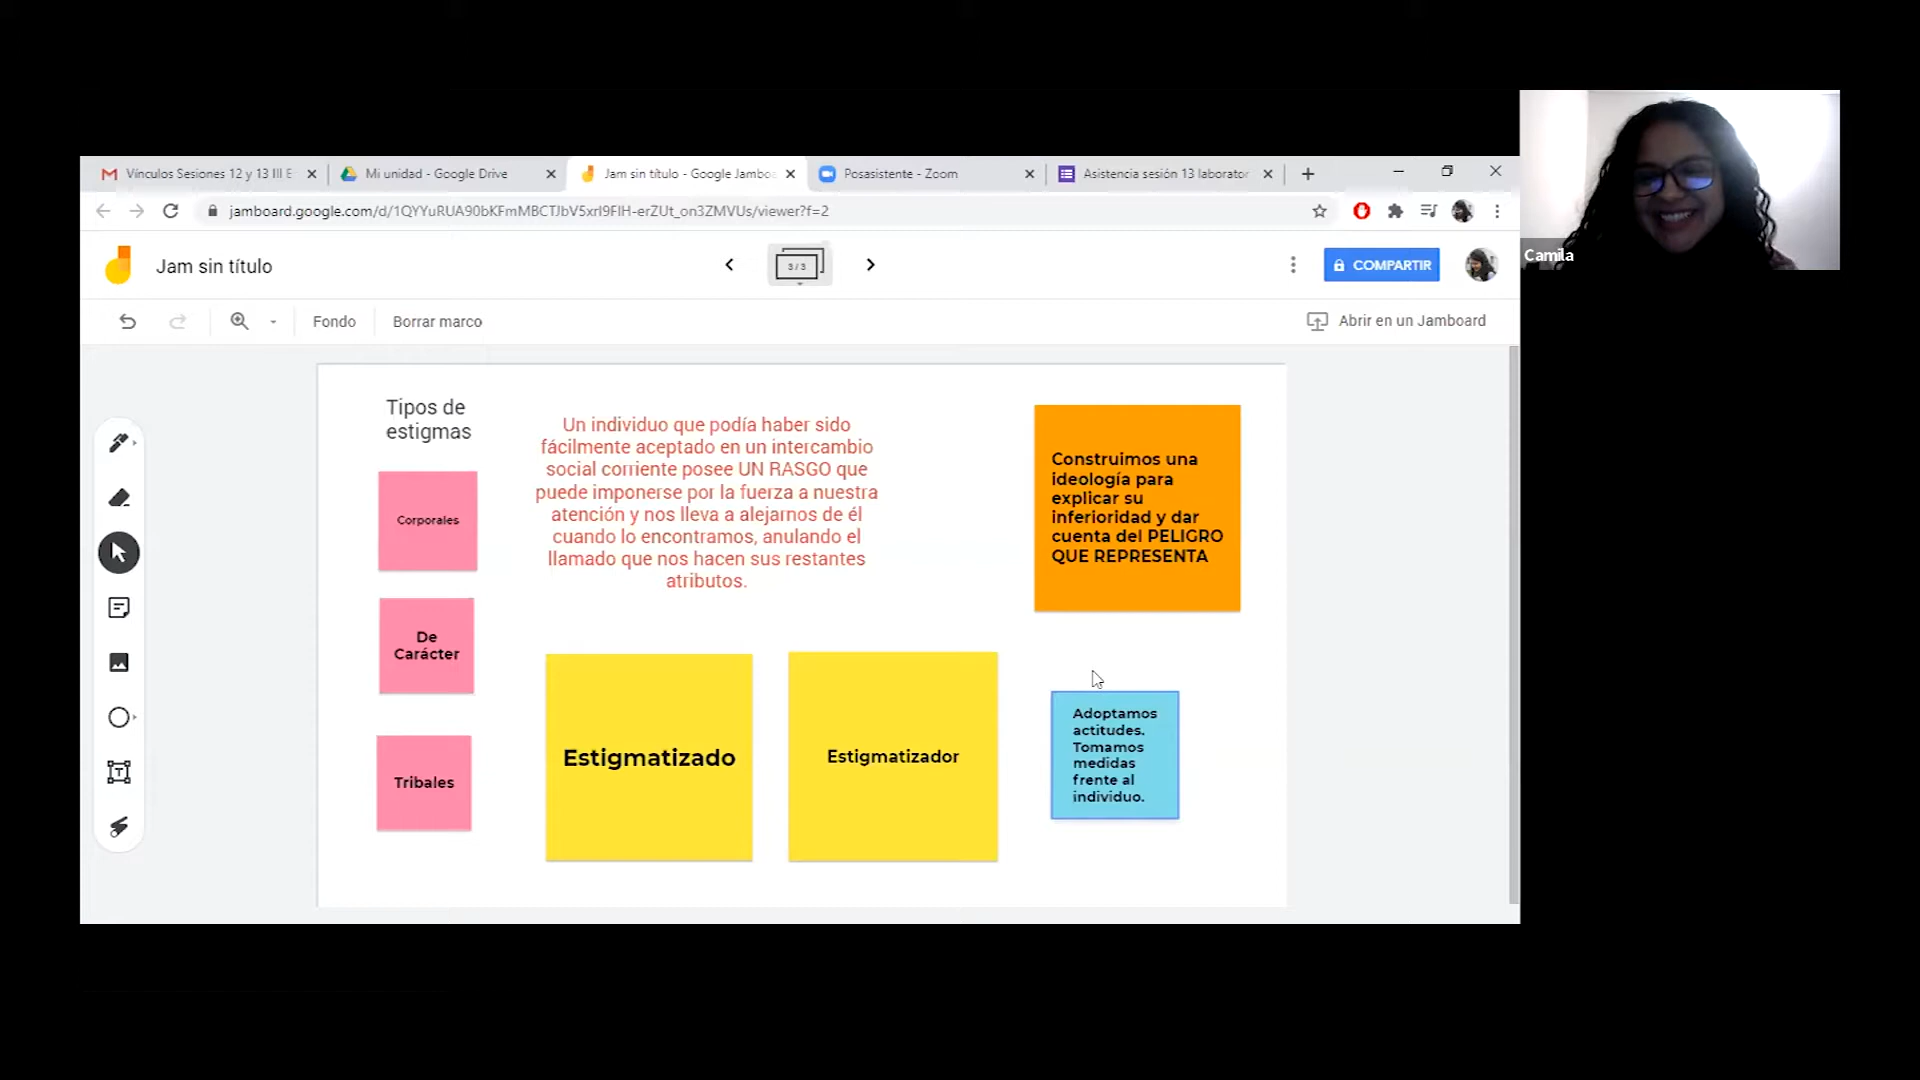 Vínculos Sesiones 12 y 13 III E
Mi unidad - Google Drive
Jam sin título - Google Jamboa
Posasistente - Zoom
Asistencia sesión 13 laborator
jamboard.google.com/d/1QYYuRUA90bKFmMBCTJbV5xrI9FIH-erZUt_on3ZMVUs/viewer?f=2
Jam sin título
3 / 3
COMPARTIR
Camila
Fondo
Borrar marco
Abrir en un Jamboard
Tipos de
estigmas
Corporales
De
Carácter
Tribales
Un individuo que podía haber sido
fácilmente aceptado en un intercambio
social corriente posee UN RASGO que
puede imponerse por la fuerza a nuestra
atención y nos lleva a alejarnos de él
cuando lo encontramos, anulando el
llamado que nos hacen sus restantes
atributos.
Estigmatizado
Estigmatizador
Construimos una
ideología para
explicar su
inferioridad y dar
cuenta del PELIGRO
QUE REPRESENTA
Adoptamos
actitudes.
Tomamos
medidas
frente al
individuo.